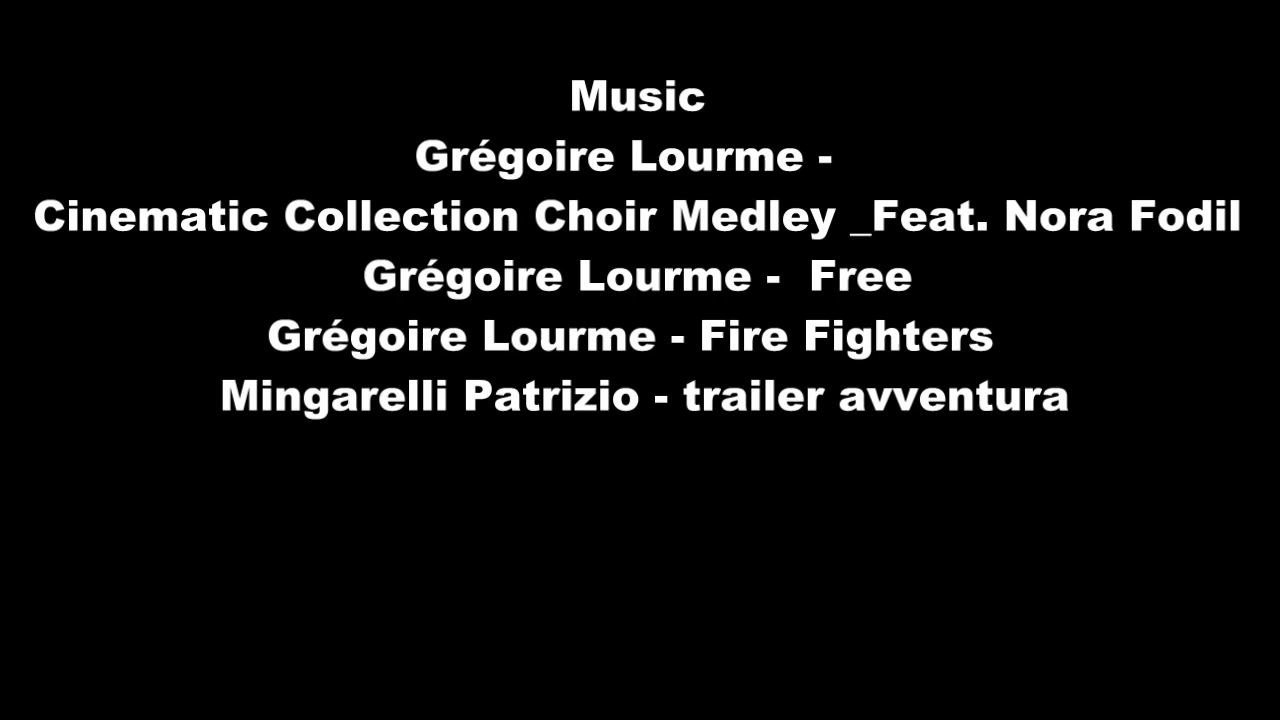 Music
Grégoire Lourme -
Cinematic Collection Choir Medley _Feat. Nora Fodil
Grégoire Lourme -  Free
Grégoire Lourme - Fire Fighters
Mingarelli Patrizio - trailer avventura